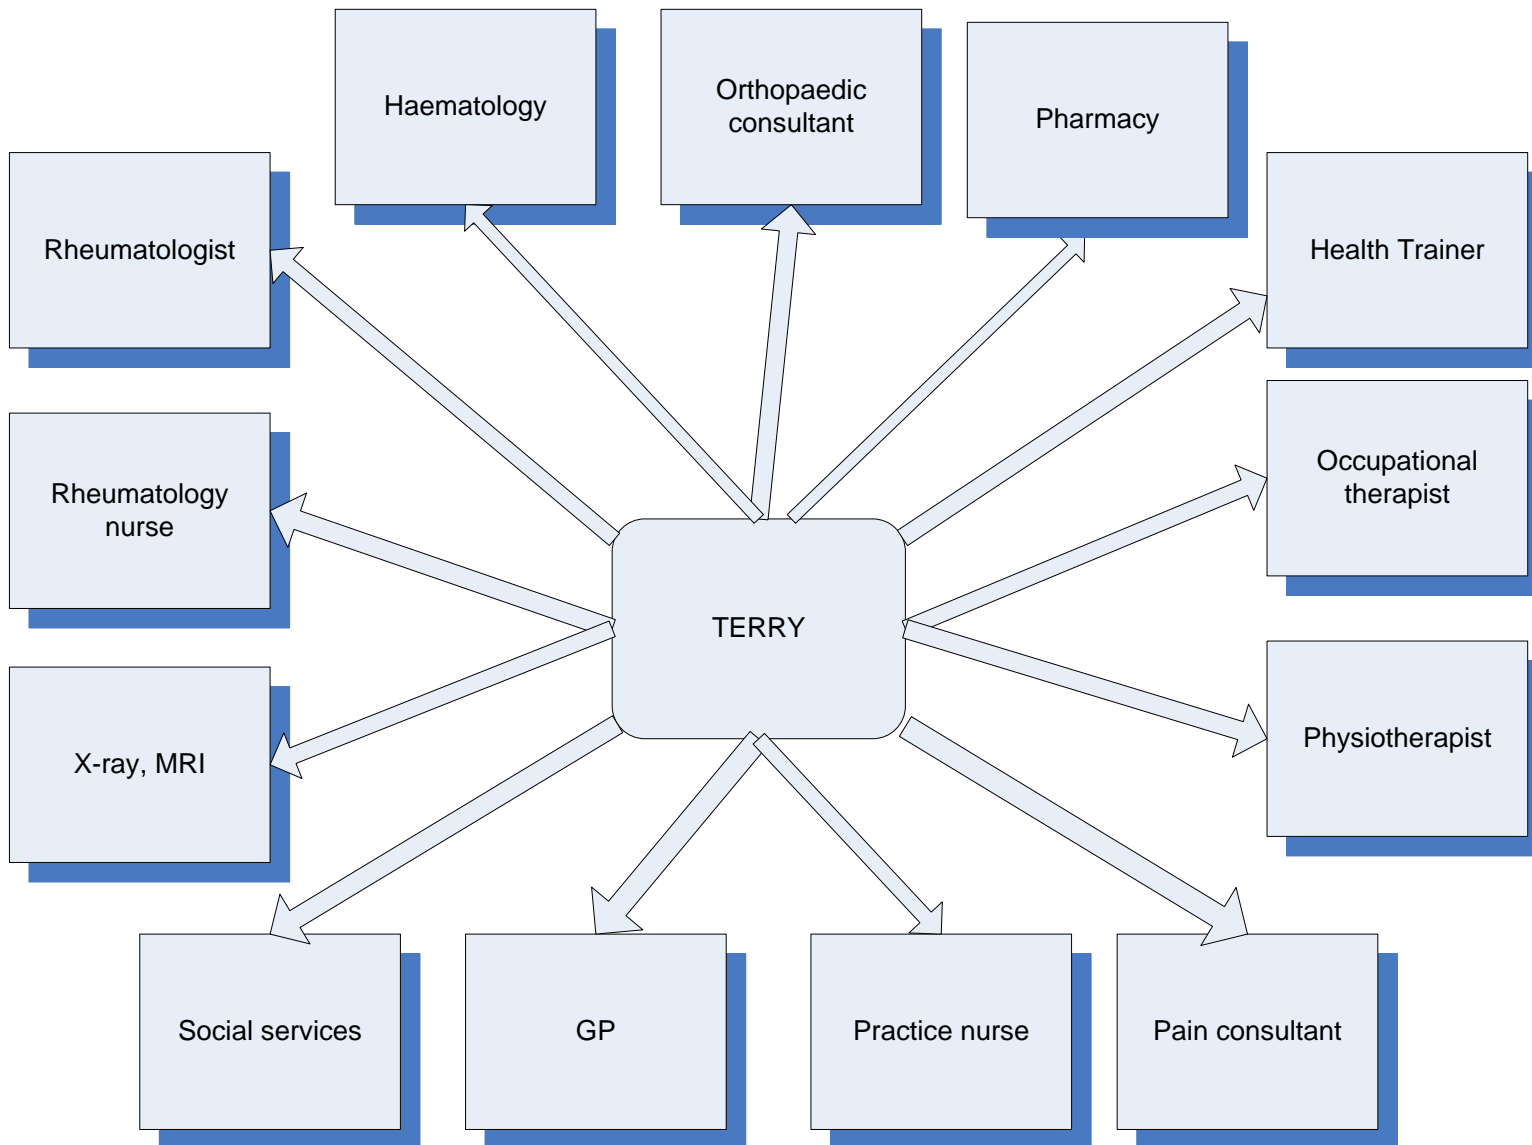 Haematology
Orthopaedic
consultant
Pharmacy
Rheumatologist
Health Trainer
Rheumatology
nurse
Occupational
therapist
TERRY
X-ray, MRI
Physiotherapist
Social services
GP
Practice nurse
Pain consultant